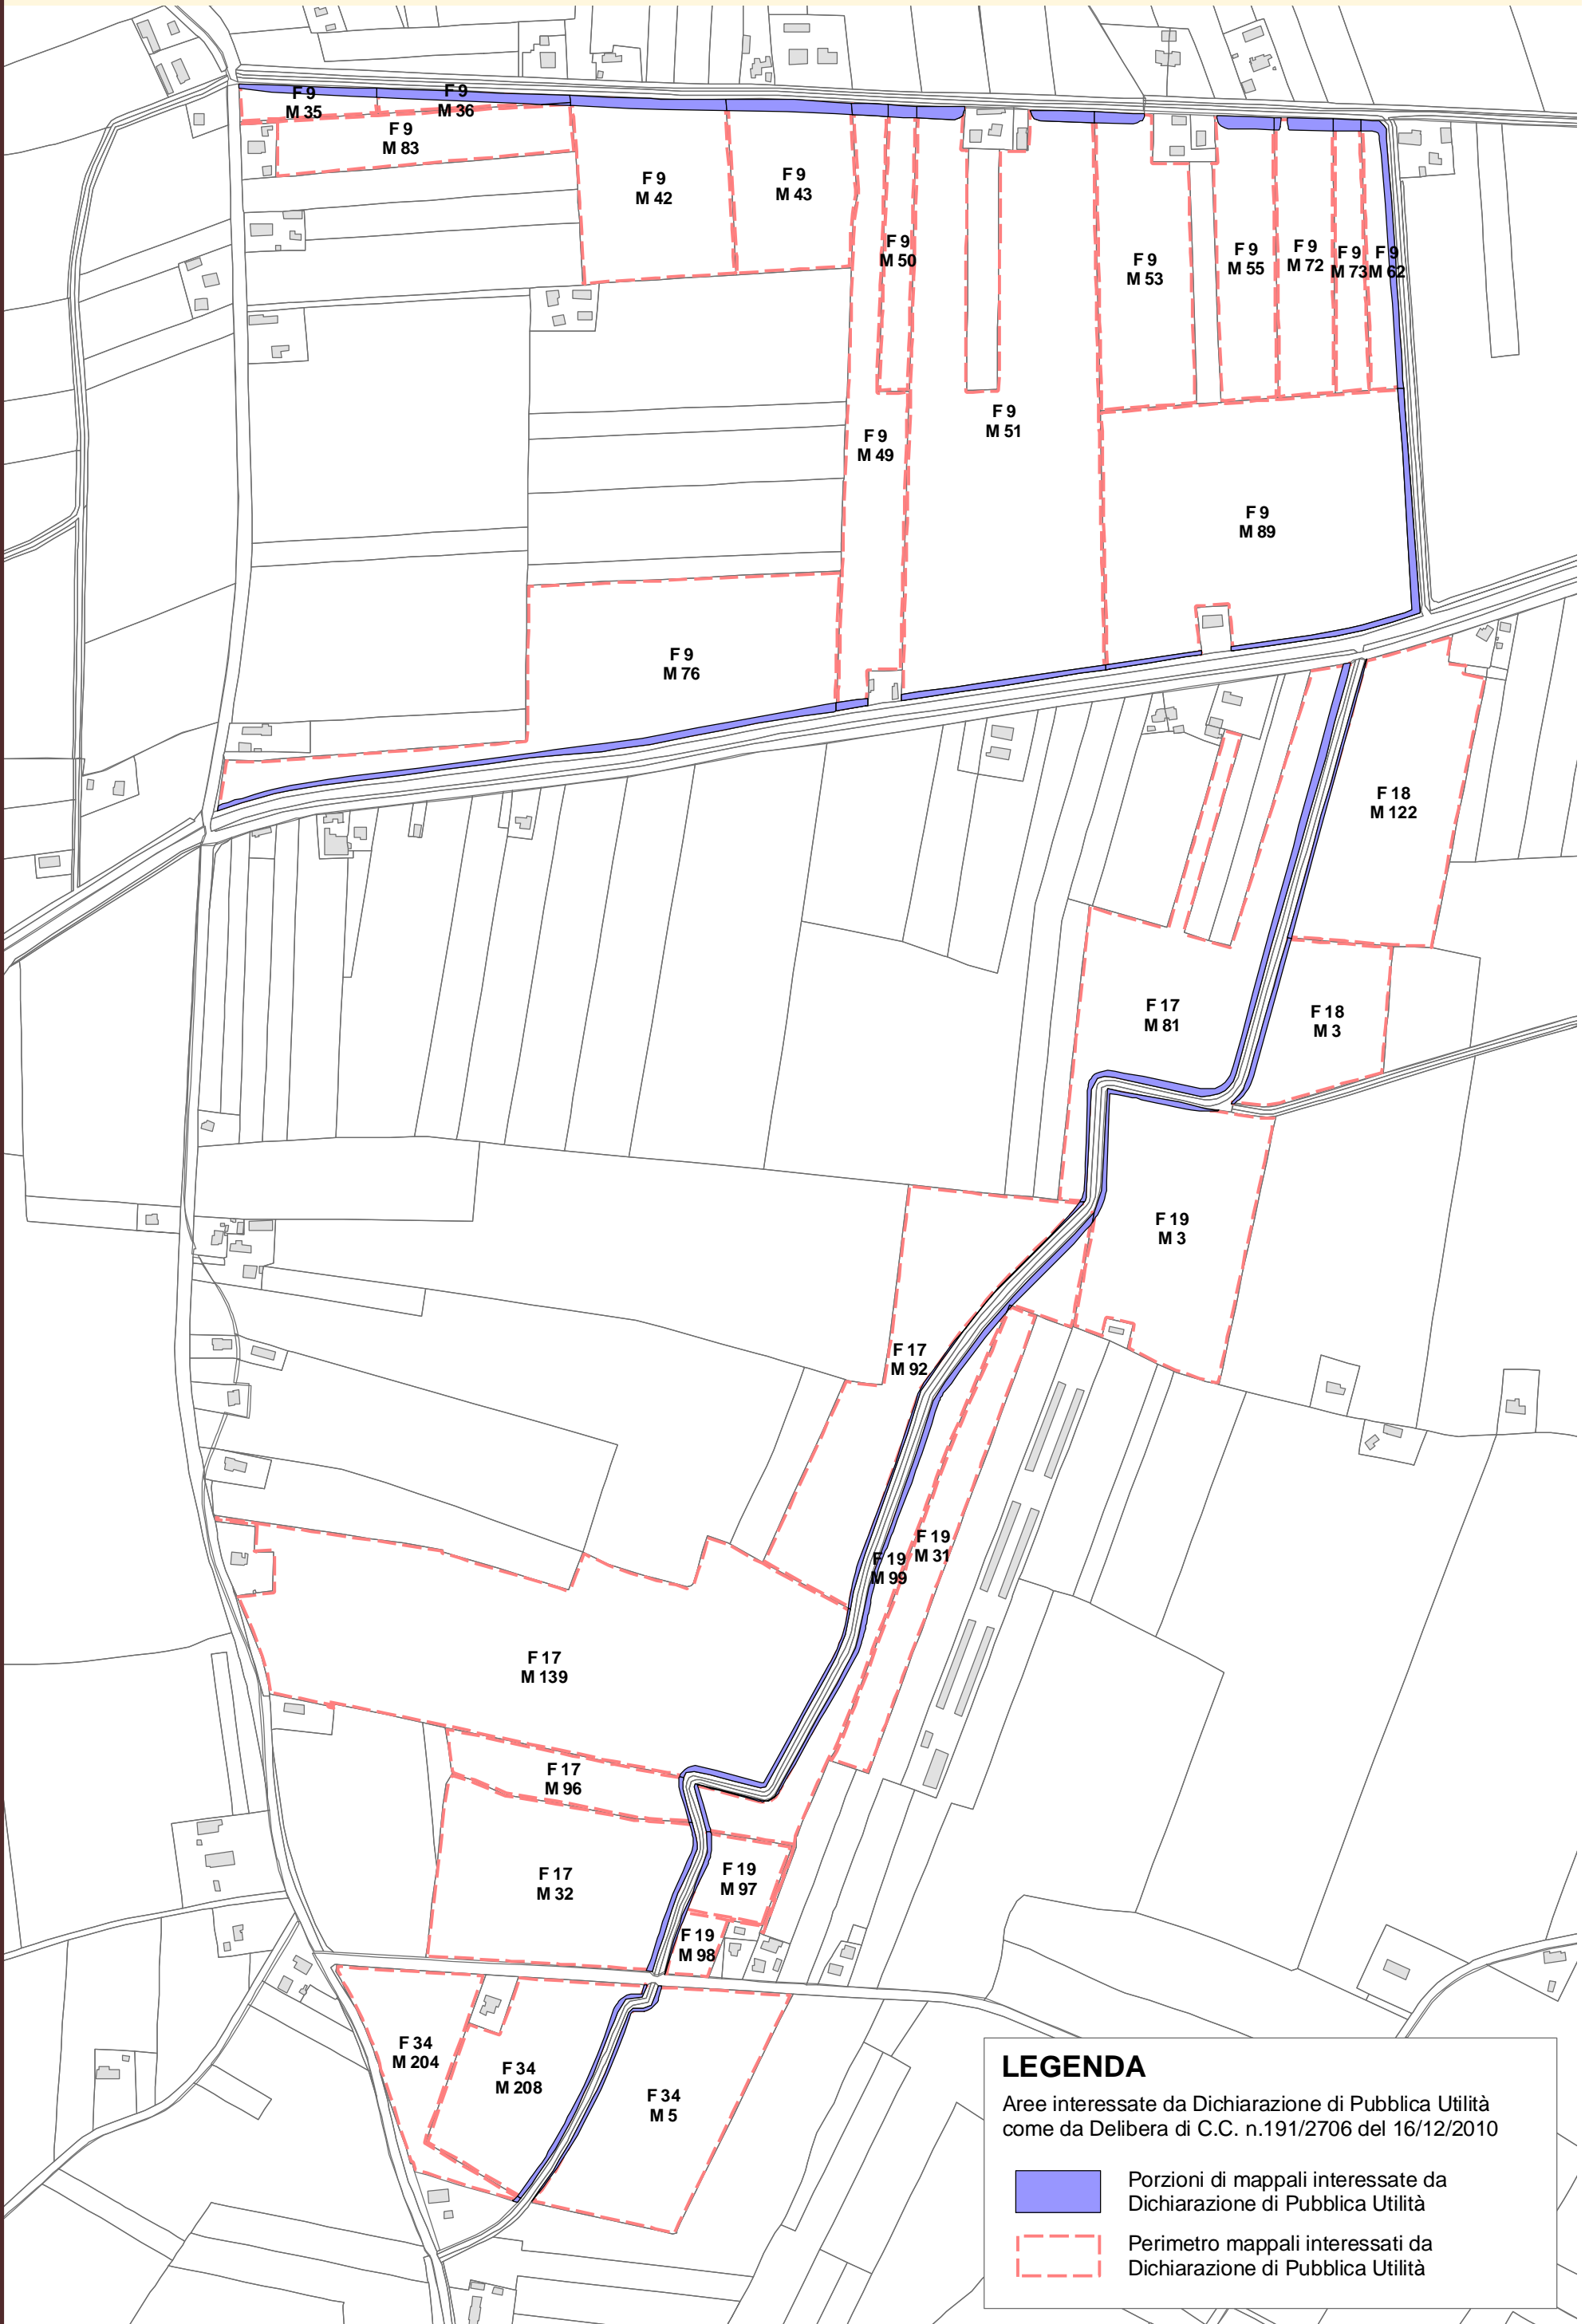 F 9
M 35
F 9
M 36
F 9
M 83
F 9
M 42
F 9
M 43
F 9
M 50
F 9
M 53
F 9
M 55
F 9
M 72
F 9
M 73
F 9
M 62
F 9
M 49
F 9
M 51
F 9
M 89
F 9
M 76
F 18
M 122
F 17
M 81
F 18
M 3
F 19
M 3
F 17
M 92
F 19
M 31
F 19
M 99
F 17
M 139
F 17
M 96
F 17
M 32
F 19
M 97
F 19
M 98
F 34
M 204
F 34
M 208
F 34
M 5
LEGENDA
Aree interessate da Dichiarazione di Pubblica Utilità
come da Delibera di C.C. n.191/2706 del 16/12/2010
Porzioni di mappali interessate da
Dichiarazione di Pubblica Utilità
Perimetro mappali interessati da
Dichiarazione di Pubblica Utilità